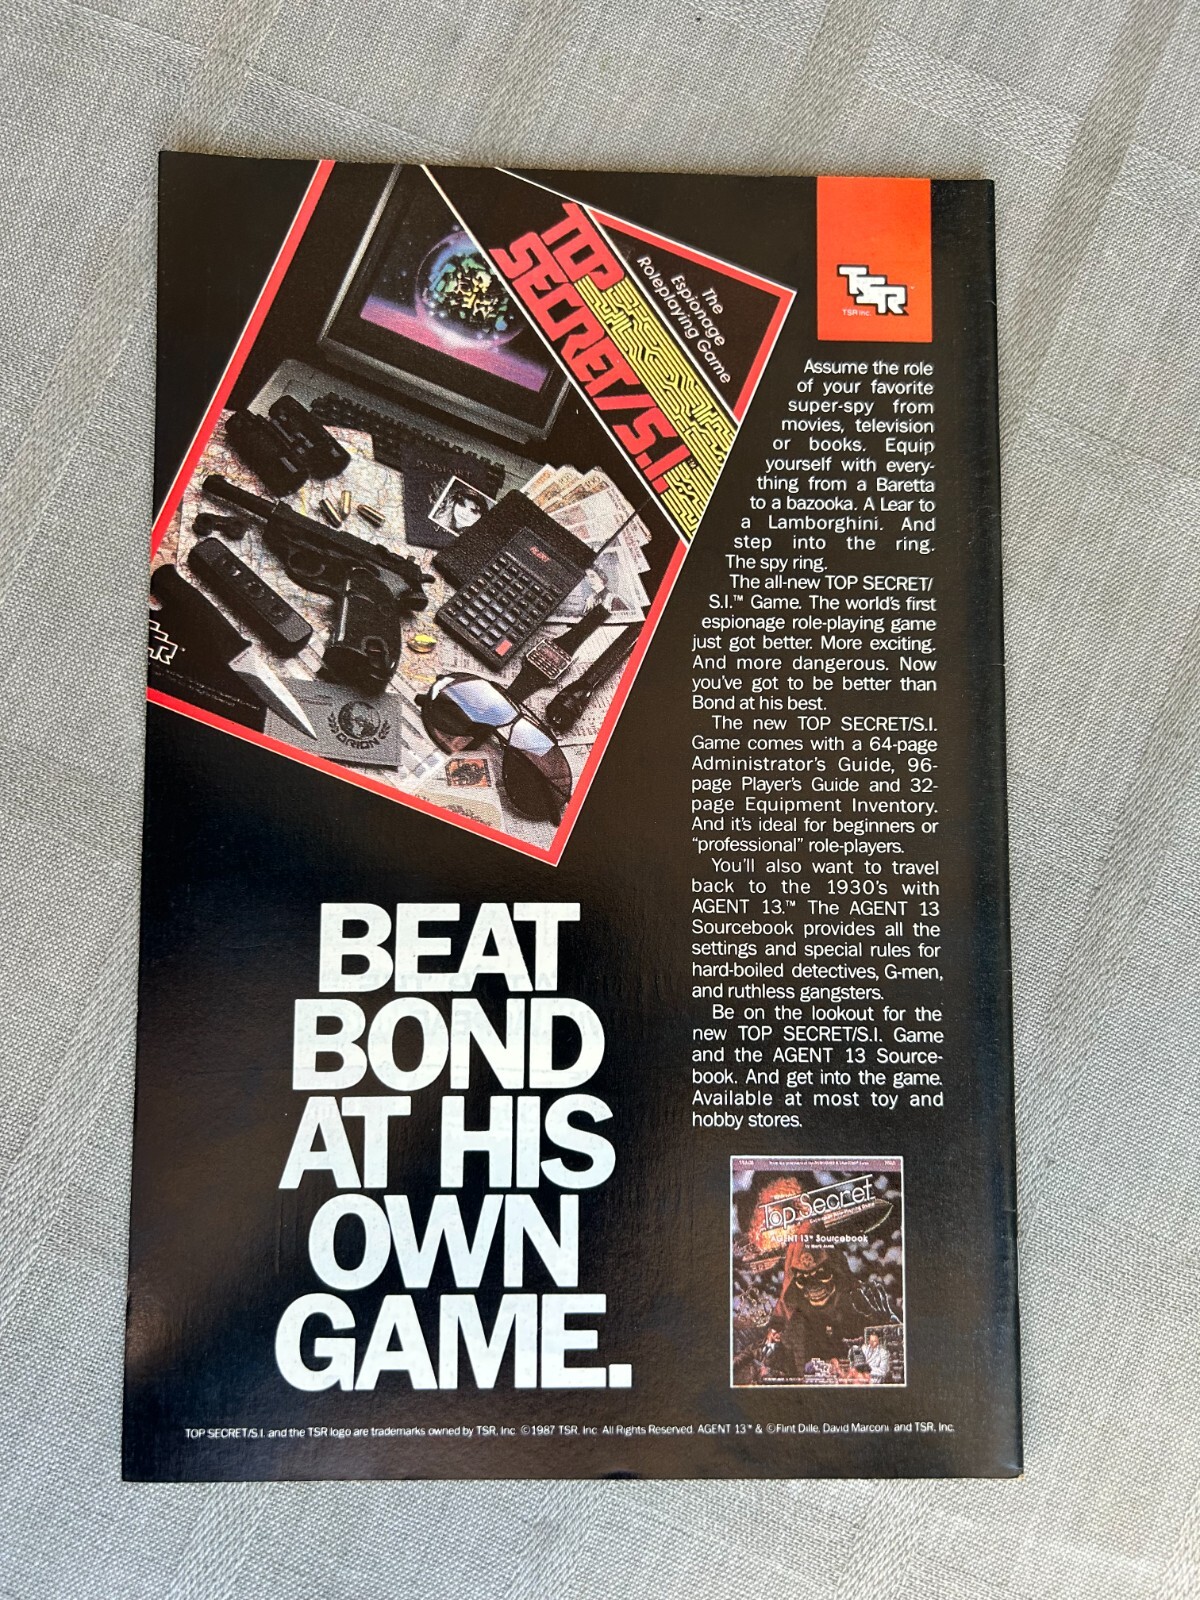 TOP
SECRET/S.I.™
The
Espionage
Roleplaying Game
TSR
TSR Inc.
PASSPORT
ALERT
ORION
TSR
Assume the role
of your favorite
super-spy from
movies, television
or books. Equip
yourself with every-
thing from a Baretta
to a bazooka. A Lear to
a Lamborghini. And
step into the ring.
The spy ring.
The all-new TOP SECRET/
S.I.™ Game. The world's first
espionage role-playing game
just got better. More exciting.
And more dangerous. Now
you've got to be better than
Bond at his best.
The new TOP SECRET/S.I.
Game comes with a 64-page
Administrator's Guide, 96-
page Player's Guide and 32-
page Equipment Inventory.
And it's ideal for beginners or
"professional" role-players.
You'll also want to travel
back to the 1930's with
AGENT 13.™ The AGENT 13
Sourcebook provides all the
settings and special rules for
hard-boiled detectives, G-men,
and ruthless gangsters.
Be on the lookout for the
new TOP SECRET/S.I. Game
and the AGENT 13 Source-
book. And get into the game.
Available at most toy and
hobby stores.
BEAT
BOND
AT HIS
OWN
GAME.
Top Secret
AGENT 13™ Sourcebook
TOP SECRET/S.I. and the TSR logo are trademarks owned by TSR, Inc. ©1987 TSR, Inc. All Rights Reserved. AGENT 13™ & ©Flint Dille, David Marconi and TSR, Inc.